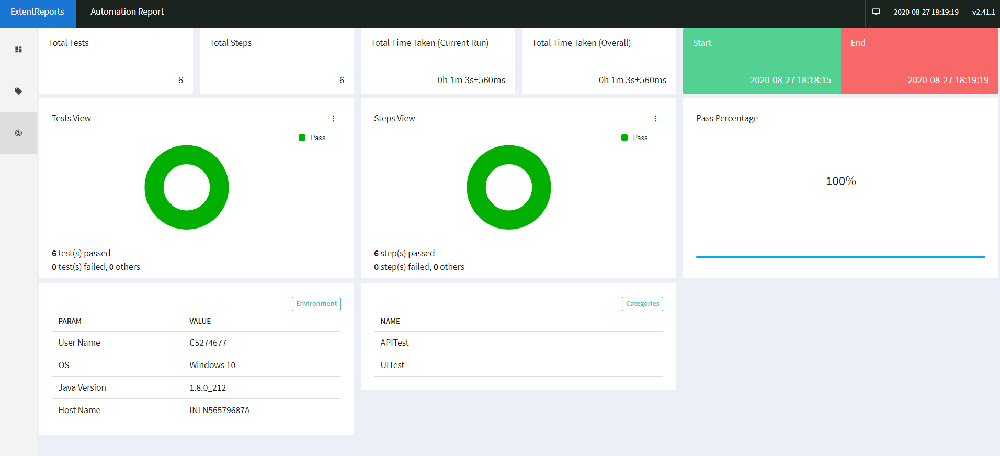 ExtentReports
Automation Report
2020-08-27 18:19:19
v2.41.1
Total Tests
6
Total Steps
6
Total Time Taken (Current Run)
0h 1m 3s+560ms
Total Time Taken (Overall)
0h 1m 3s+560ms
Start
2020-08-27 18:18:15
End
2020-08-27 18:19:19
Tests View
Pass
6 test(s) passed
0 test(s) failed, 0 others
Steps View
Pass
6 step(s) passed
0 step(s) failed, 0 others
Pass Percentage
100%
Environment
PARAM VALUE
User Name C5274677
OS Windows 10
Java Version 1.8.0_212
Host Name INLN56579687A
Categories
NAME
APITest
UITest